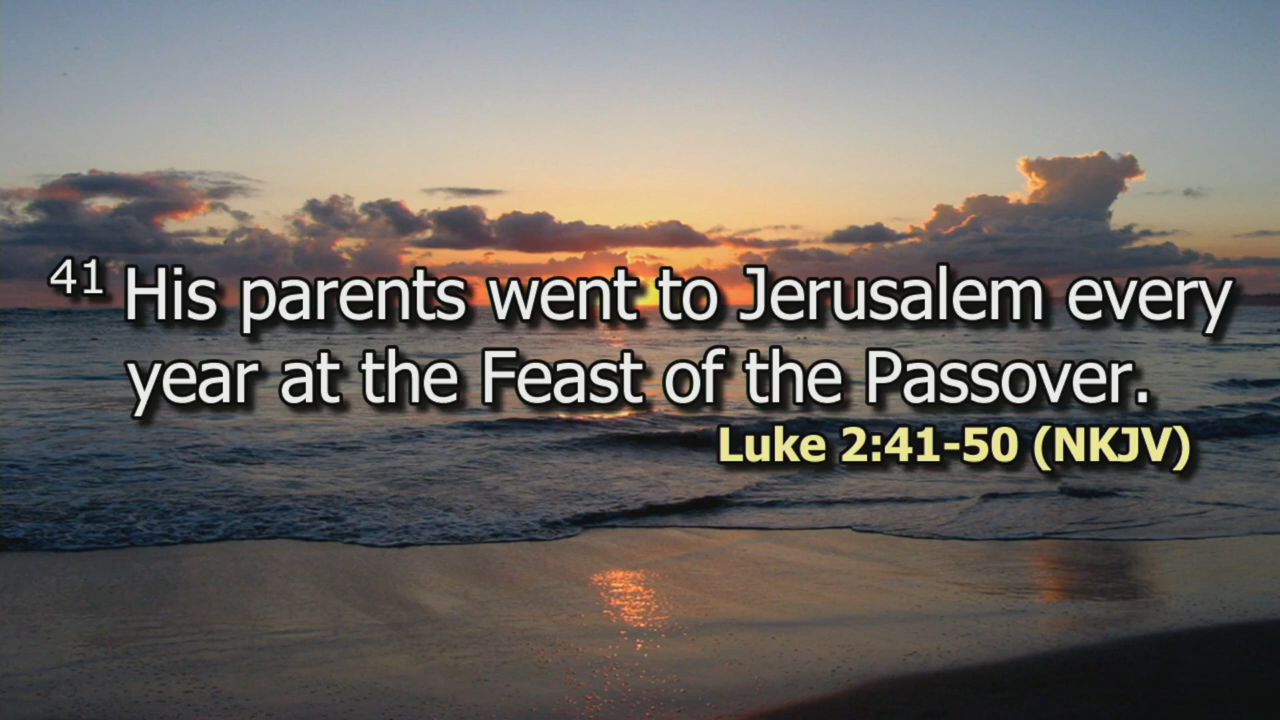 41 His parents went to Jerusalem every
year at the Feast of the Passover.
Luke 2:41-50 (NKJV)